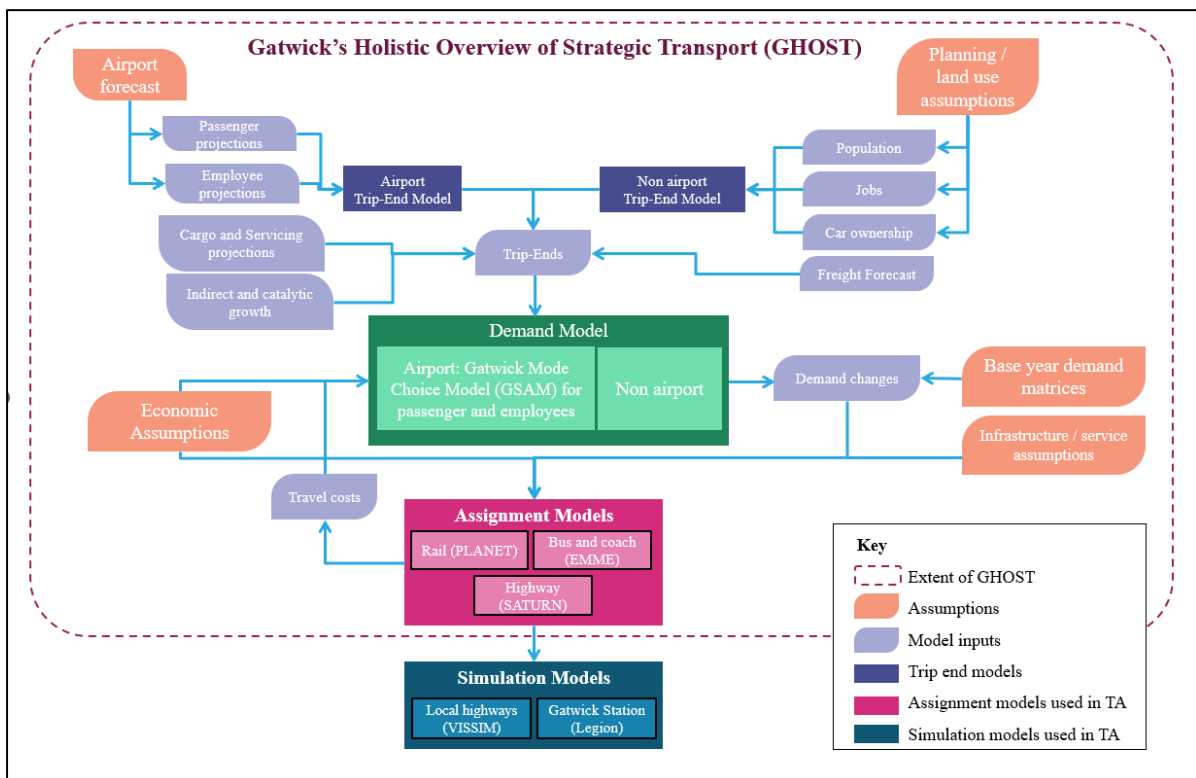 Gatwick's Holistic Overview of Strategic Transport (GHOST)
Airport
forecast
Planning /
land use
assumptions
Passenger
projections
Employee
projections
Airport
Trip-End Model
Non airport
Trip-End Model
Population
Jobs
Car ownership
Cargo and Servicing
projections
Trip-Ends
Freight Forecast
Indirect and catalytic
growth
Demand Model
Airport: Gatwick Mode
Choice Model (GSAM) for
passenger and employees
Non airport
Demand changes
Base year demand
matrices
Economic
Assumptions
Infrastructure / service
assumptions
Travel costs
Assignment Models
Rail (PLANET)
Bus and coach
(EMME)
Highway
(SATURN)
Simulation Models
Local highways
(VISSIM)
Gatwick Station
(Legion)
Key
Extent of GHOST
Assumptions
Model inputs
Trip end models
Assignment models used in TA
Simulation models used in TA